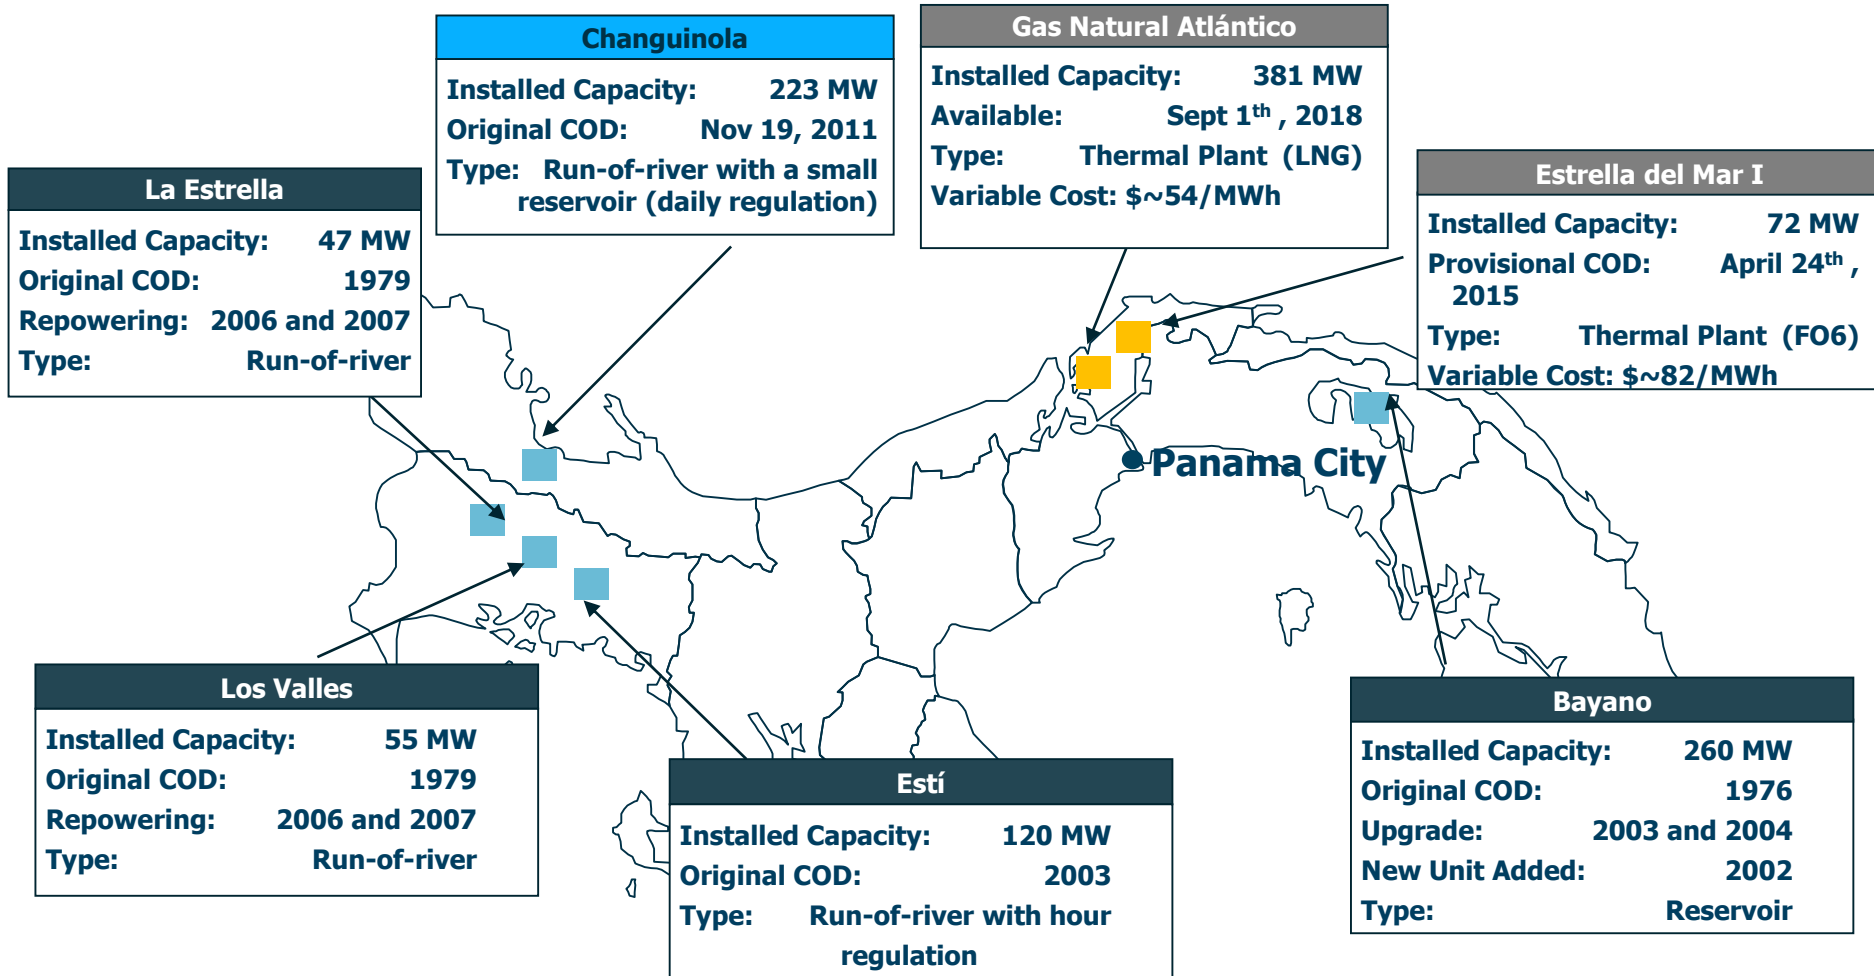 Changuinola
Installed Capacity: 223 MW
Original COD: Nov 19, 2011
Type: Run-of-river with a small
reservoir (daily regulation)
Gas Natural Atlántico
Installed Capacity: 381 MW
Available: Sept 1th , 2018
Type: Thermal Plant (LNG)
Variable Cost: $~54/MWh
La Estrella
Installed Capacity: 47 MW
Original COD: 1979
Repowering: 2006 and 2007
Type: Run-of-river
Estrella del Mar I
Installed Capacity: 72 MW
Provisional COD: April 24th ,
2015
Type: Thermal Plant (FO6)
Variable Cost: $~82/MWh
Panama City
Los Valles
Installed Capacity: 55 MW
Original COD: 1979
Repowering: 2006 and 2007
Type: Run-of-river
Estí
Installed Capacity: 120 MW
Original COD: 2003
Type: Run-of-river with hour
regulation
Bayano
Installed Capacity: 260 MW
Original COD: 1976
Upgrade: 2003 and 2004
New Unit Added: 2002
Type: Reservoir